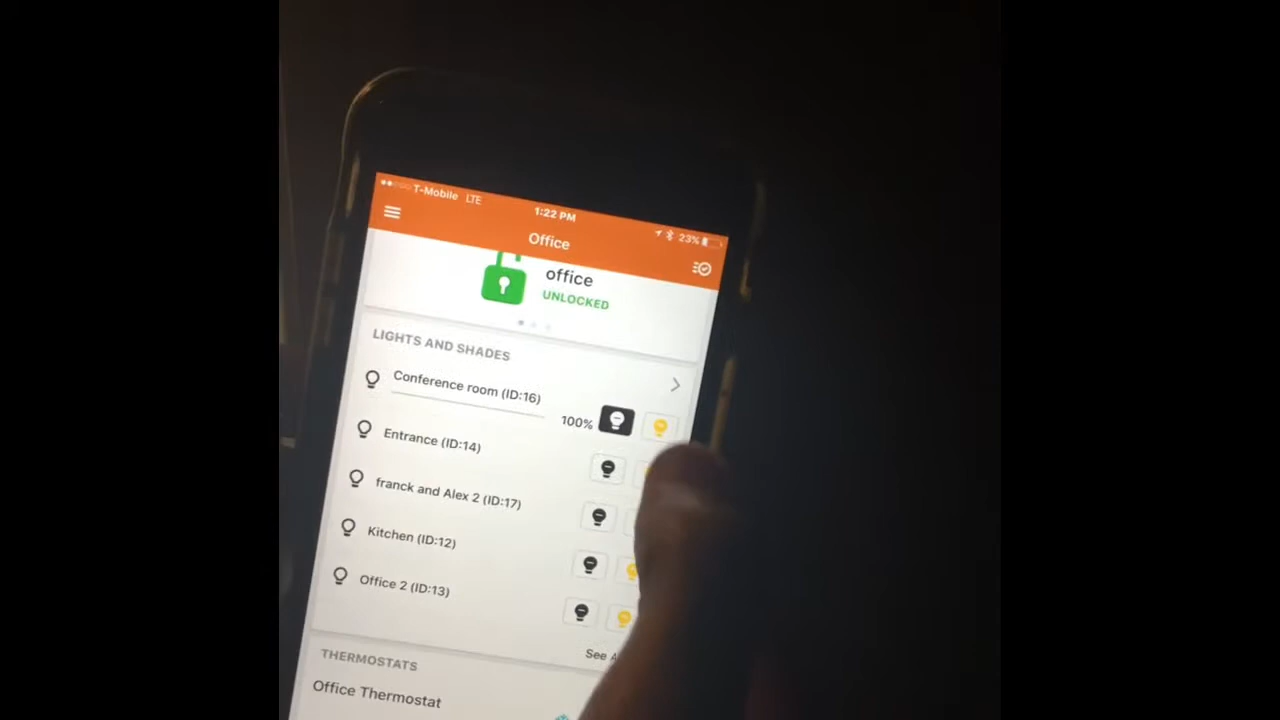 T-Mobile LTE
1:22 PM
23%
Office
office
UNLOCKED
LIGHTS AND SHADES
Conference room (ID:16)
100%
Entrance (ID:14)
franck and Alex 2 (ID:17)
Kitchen (ID:12)
Office 2 (ID:13)
See
THERMOSTATS
Office Thermostat